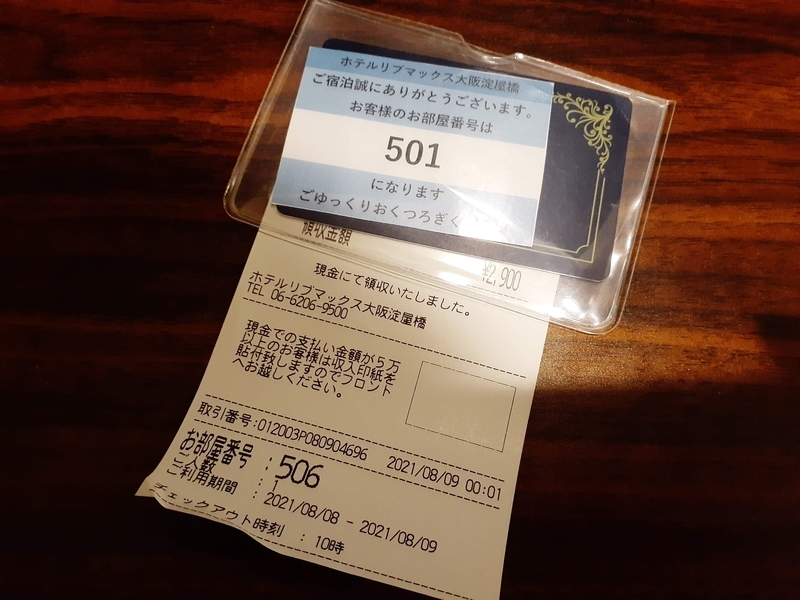 ホテルリブマックス大阪淀屋橋
ご宿泊誠にありがとうございます。
お客様のお部屋番号は
501
になります
ごゆっくりおくつろぎく
領収金額
¥2,900
現金にて領収いたしました。
ホテルリブマックス大阪淀屋橋
TEL 06-6206-9500
現金での支払い金額が5万
以上のお客様は収入印紙を
貼付致しますのでフロント
へお越しください。
取引番号:012003P080904696 2021/08/09 00:01
お部屋番号 : 506
ご人数 : 1
ご利用期間 : 2021/08/08 - 2021/08/09
チェックアウト時刻 : 10時